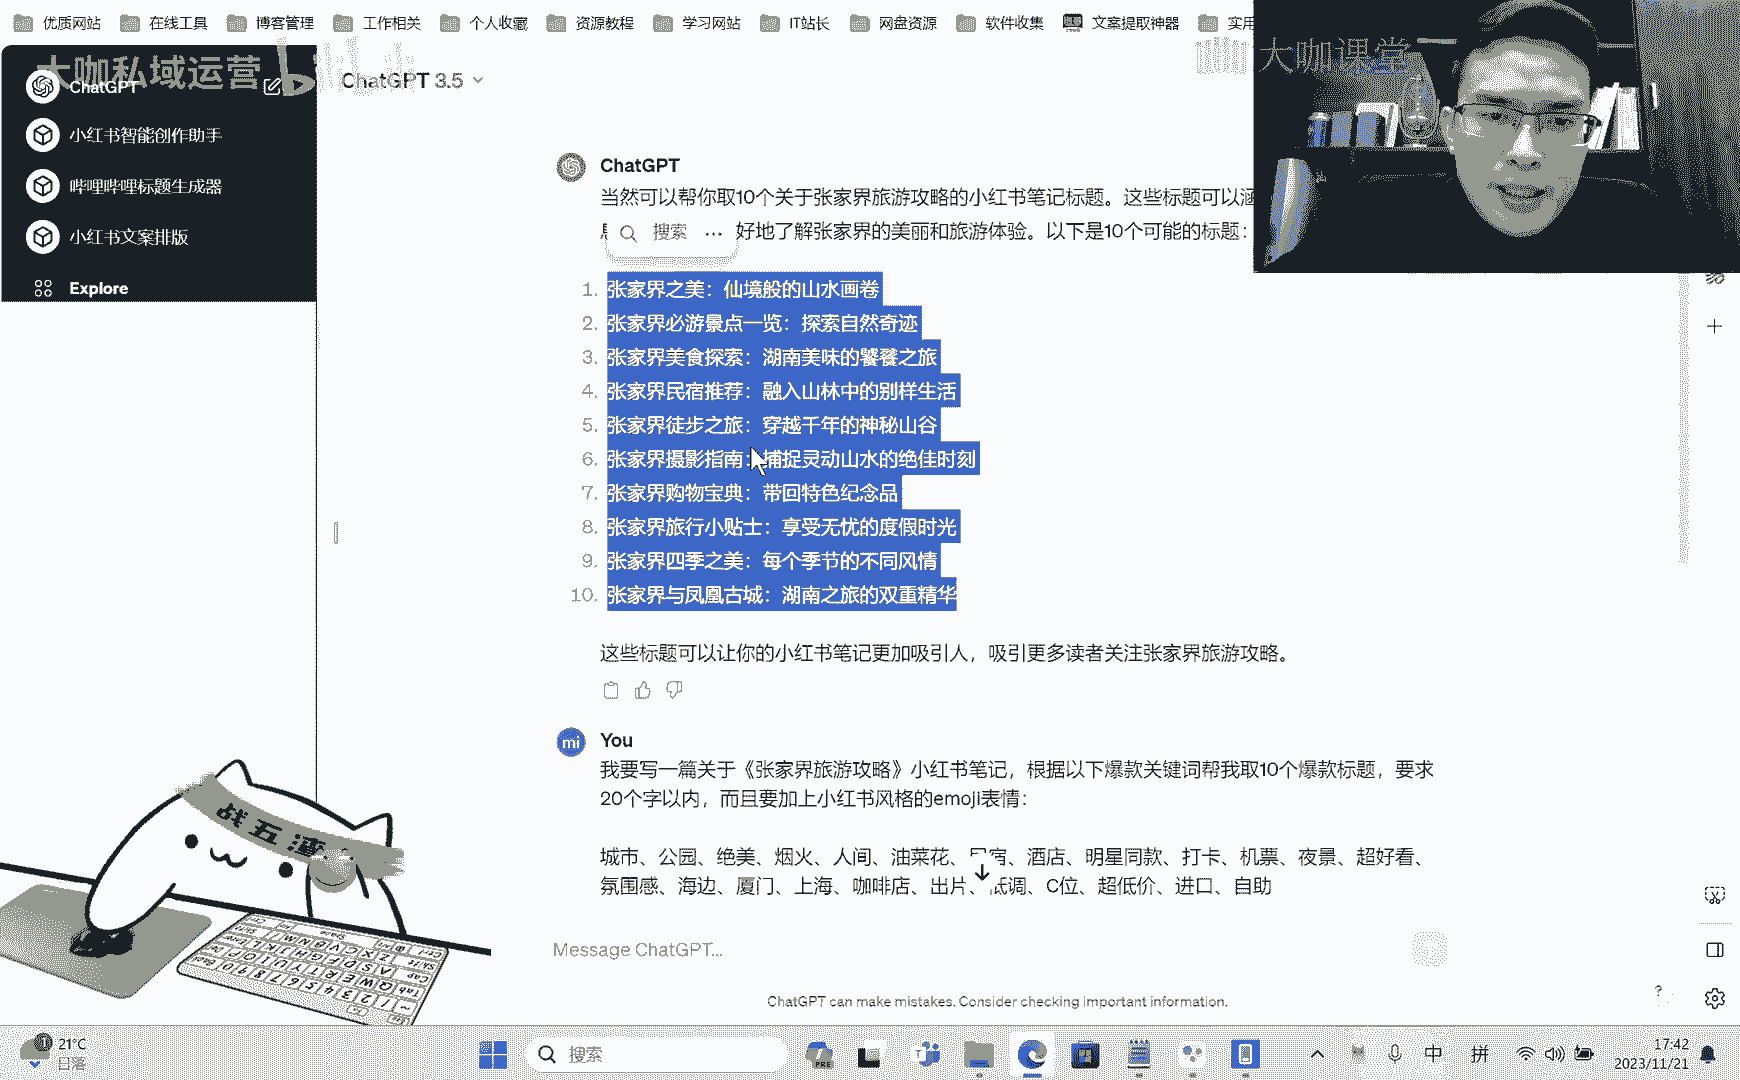 优质网站 在线工具 博客管理 工作相关 个人收藏 资源教程 学习网站 IT站长 网盘资源 软件收集 文案提取神器 实用
大咖私域运营
大咖课堂
ChatGPT
小红书智能创作助手
哔哩哔哩标题生成器
小红书文案排版
Explore
ChatGPT 3.5
ChatGPT
当然可以帮你取10个关于张家界旅游攻略的小红书笔记标题。这些标题可以涵
搜索 ··· 好地了解张家界的美丽和旅游体验。以下是10个可能的标题：
1. 张家界之美：仙境般的山水画卷
2. 张家界必游景点一览：探索自然奇迹
3. 张家界美食探索：湖南美味的饕餮之旅
4. 张家界民宿推荐：融入山林中的别样生活
5. 张家界徒步之旅：穿越千年的神秘山谷
6. 张家界摄影指南：捕捉灵动山水的绝佳时刻
7. 张家界购物宝典：带回特色纪念品
8. 张家界旅行小贴士：享受无忧的度假时光
9. 张家界四季之美：每个季节的不同风情
10. 张家界与凤凰古城：湖南之旅的双重精华
这些标题可以让你的小红书笔记更加吸引人，吸引更多读者关注张家界旅游攻略。
mi You
我要写一篇关于《张家界旅游攻略》小红书笔记，根据以下爆款关键词帮我取10个爆款标题，要求
20个字以内，而且要加上小红书风格的emoji表情：
城市、公园、绝美、烟火、人间、油菜花、 、酒店、明星同款、打卡、机票、夜景、超好看、
氛围感、海边、厦门、上海、咖啡店、出片、低调、C位、超低价、进口、自助
Message ChatGPT...
ChatGPT can make mistakes. Consider checking important information.
?
战五渣
21°C
日落
搜索
PRE
中 拼
17:42
2023/11/21